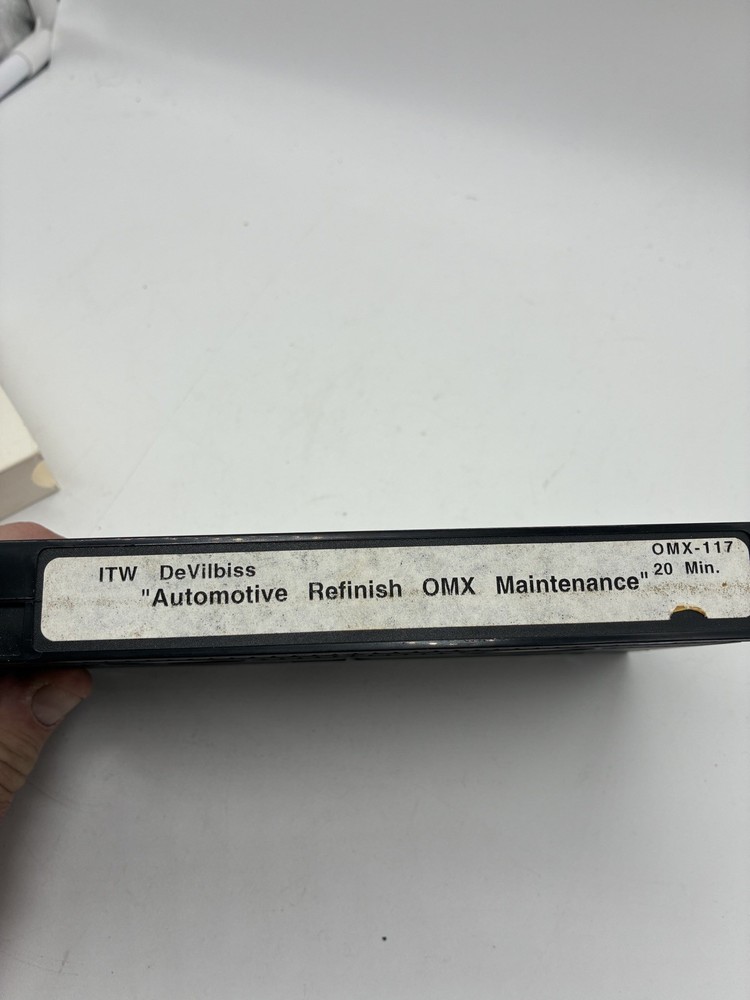 ITW DeVilbiss
"Automotive Refinish OMX Maintenance"
OMX-117
20 Min.